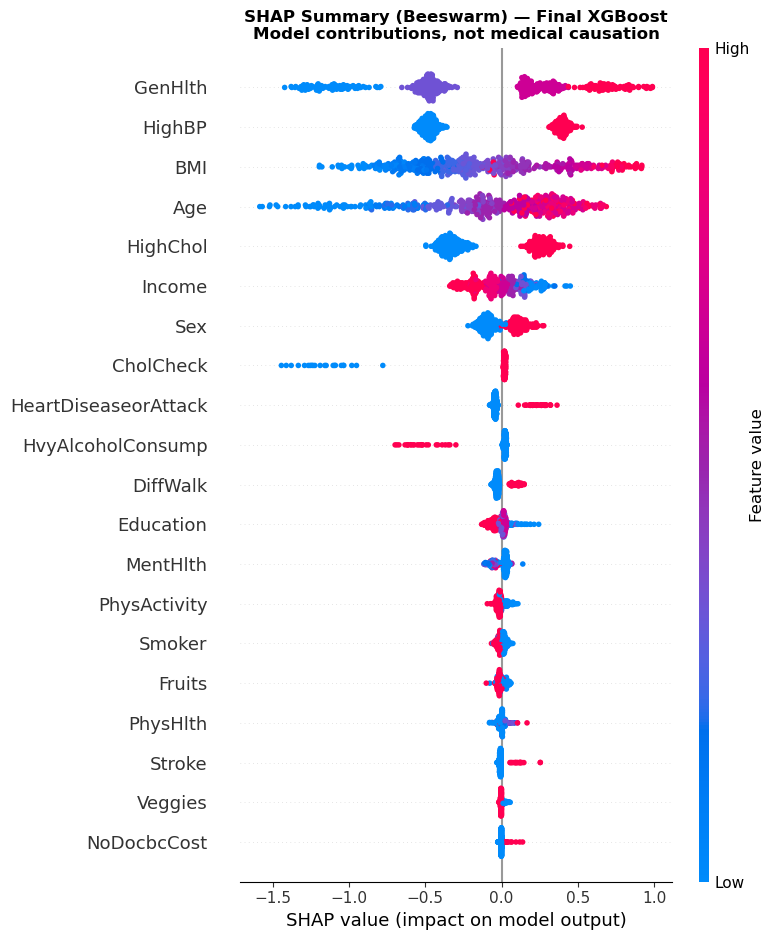 SHAP Summary (Beeswarm) — Final XGBoost
Model contributions, not medical causation
High
GenHlth
HighBP
BMI
Age
HighChol
Income
Sex
CholCheck
HeartDiseaseorAttack
HvyAlcoholConsump
DiffWalk
Education
MentHlth
PhysActivity
Smoker
Fruits
PhysHlth
Stroke
Veggies
NoDocbcCost
Feature value
Low
−1.5 −1.0 −0.5 0.0 0.5 1.0
SHAP value (impact on model output)